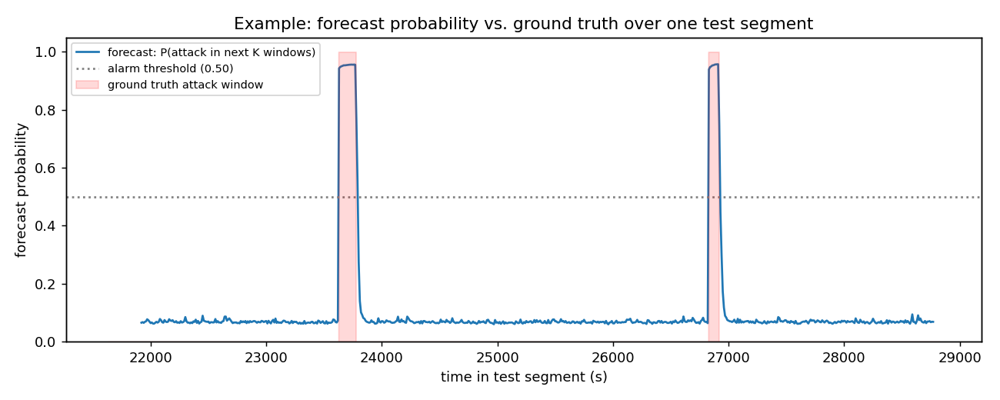 Example: forecast probability vs. ground truth over one test segment
forecast: P(attack in next K windows)
alarm threshold (0.50)
ground truth attack window
forecast probability
1.0
0.8
0.6
0.4
0.2
0.0
22000 23000 24000 25000 26000 27000 28000 29000
time in test segment (s)